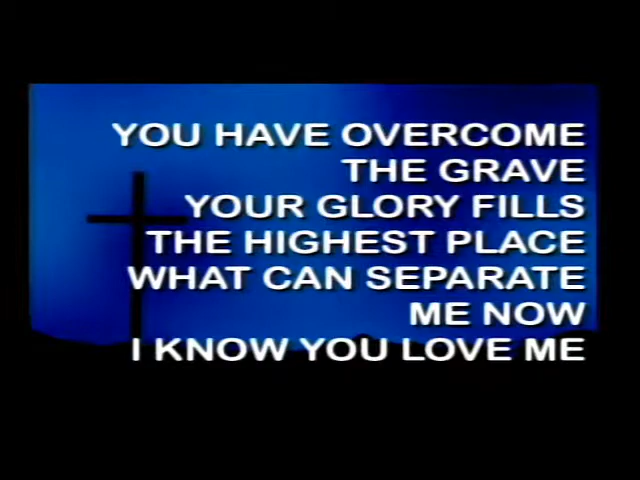 YOU HAVE OVERCOME
THE GRAVE
YOUR GLORY FILLS
THE HIGHEST PLACE
WHAT CAN SEPARATE
ME NOW
I KNOW YOU LOVE ME